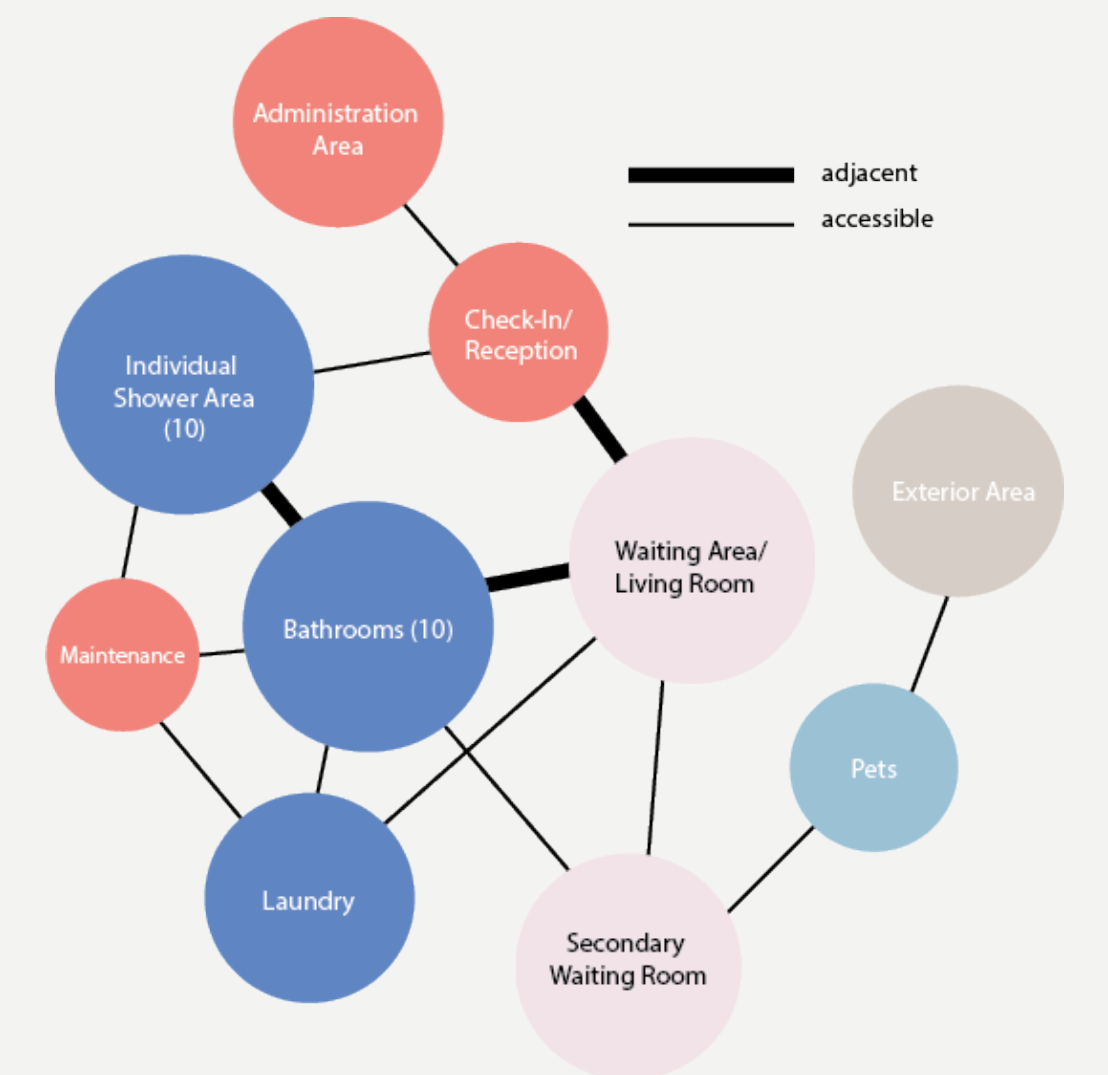 Administration
Area
adjacent
accessible
Check-In/
Reception
Individual
Shower Area
(10)
Exterior Area
Waiting Area/
Living Room
Bathrooms (10)
Maintenance
Pets
Laundry
Secondary
Waiting Room